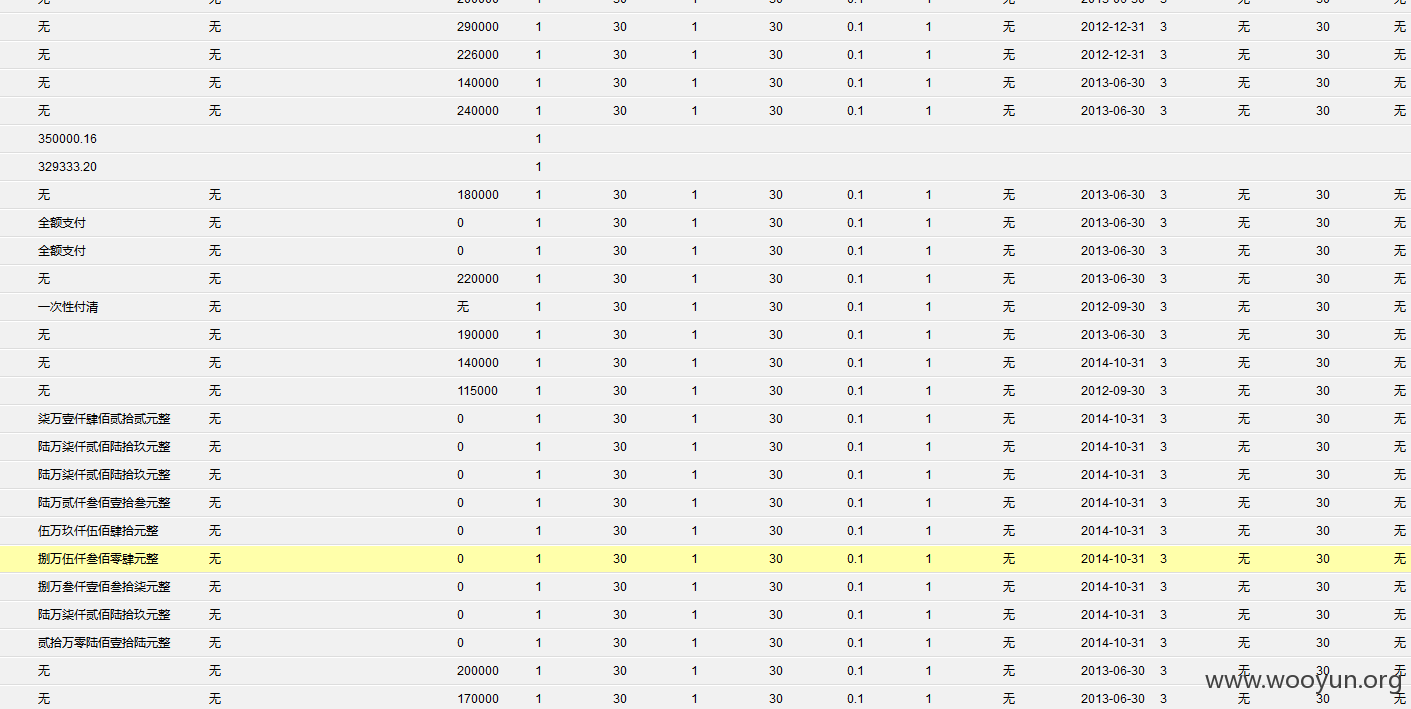 无 无 200000 1 30 1 30 0.1 1 无 2013-06-30 3 无 30 无
无 无 290000 1 30 1 30 0.1 1 无 2012-12-31 3 无 30 无
无 无 226000 1 30 1 30 0.1 1 无 2012-12-31 3 无 30 无
无 无 140000 1 30 1 30 0.1 1 无 2013-06-30 3 无 30 无
无 无 240000 1 30 1 30 0.1 1 无 2013-06-30 3 无 30 无
350000.16 1
329333.20 1
无 无 180000 1 30 1 30 0.1 1 无 2013-06-30 3 无 30 无
全额支付 无 0 1 30 1 30 0.1 1 无 2013-06-30 3 无 30 无
全额支付 无 0 1 30 1 30 0.1 1 无 2013-06-30 3 无 30 无
无 无 220000 1 30 1 30 0.1 1 无 2013-06-30 3 无 30 无
一次性付清 无 无 1 30 1 30 0.1 1 无 2012-09-30 3 无 30 无
无 无 190000 1 30 1 30 0.1 1 无 2013-06-30 3 无 30 无
无 无 140000 1 30 1 30 0.1 1 无 2014-10-31 3 无 30 无
无 无 115000 1 30 1 30 0.1 1 无 2012-09-30 3 无 30 无
柒万壹仟肆佰贰拾贰元整 无 0 1 30 1 30 0.1 1 无 2014-10-31 3 无 30 无
陆万柒仟贰佰陆拾玖元整 无 0 1 30 1 30 0.1 1 无 2014-10-31 3 无 30 无
陆万柒仟贰佰陆拾玖元整 无 0 1 30 1 30 0.1 1 无 2014-10-31 3 无 30 无
陆万贰仟叁佰壹拾叁元整 无 0 1 30 1 30 0.1 1 无 2014-10-31 3 无 30 无
伍万玖仟伍佰肆拾元整 无 0 1 30 1 30 0.1 1 无 2014-10-31 3 无 30 无
捌万伍仟叁佰零肆元整 无 0 1 30 1 30 0.1 1 无 2014-10-31 3 无 30 无
捌万叁仟壹佰叁拾柒元整 无 0 1 30 1 30 0.1 1 无 2014-10-31 3 无 30 无
陆万柒仟贰佰陆拾玖元整 无 0 1 30 1 30 0.1 1 无 2014-10-31 3 无 30 无
贰拾万零陆佰壹拾陆元整 无 0 1 30 1 30 0.1 1 无 2014-10-31 3 无 30 无
无 无 200000 1 30 1 30 0.1 1 无 2013-06-30 3 无 30 无
www.wooyun.org
无 无 170000 1 30 1 30 0.1 1 无 2013-06-30 3 无 30 无